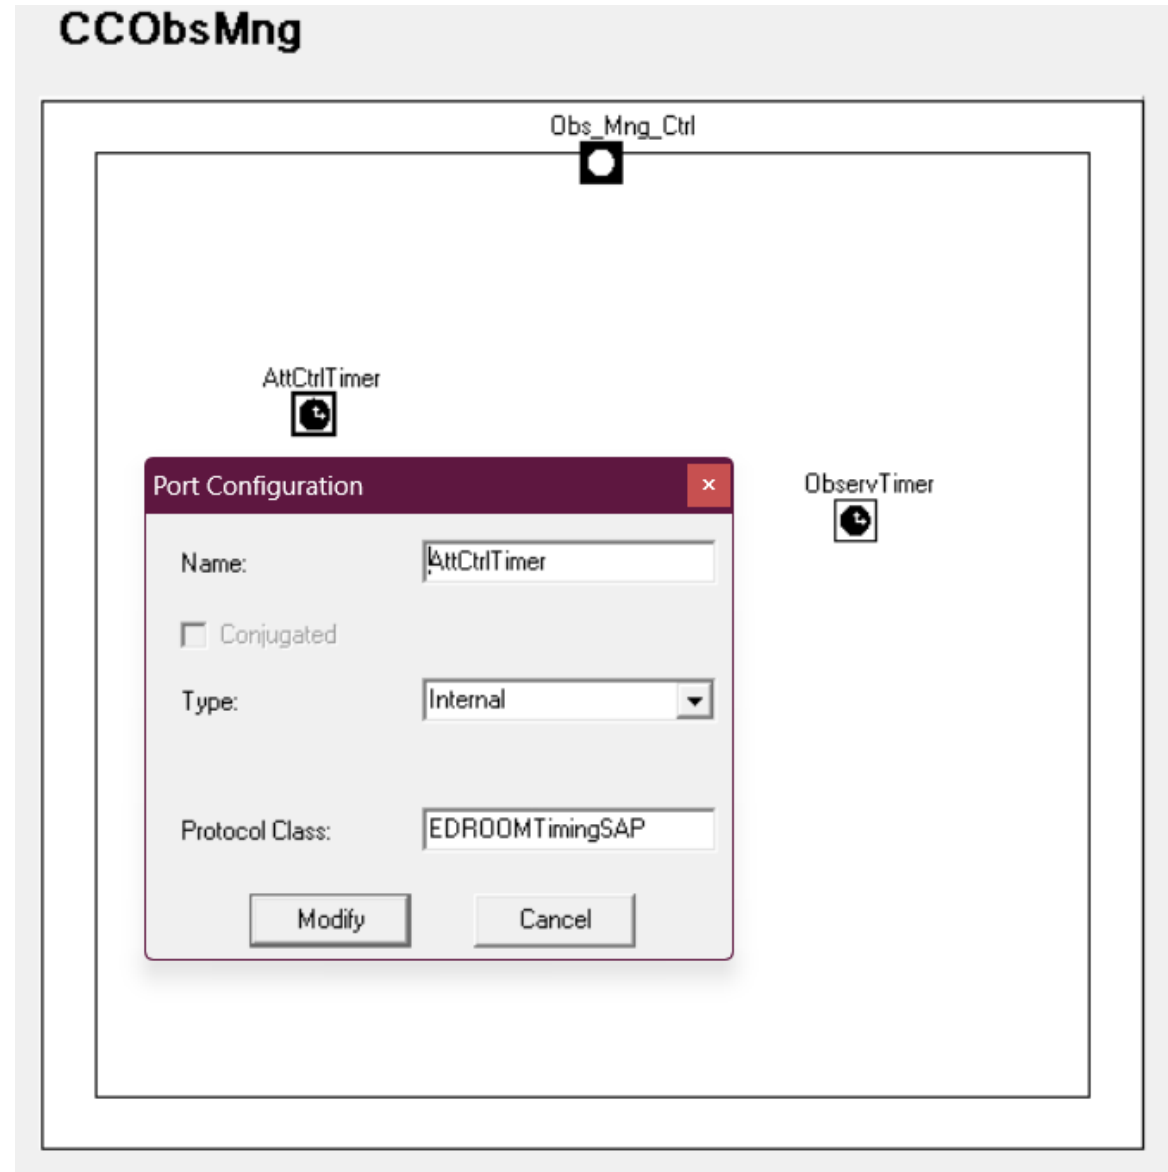 CCObsMng
Obs_Mng_Ctrl
AttCtrlTimer
Port Configuration
ObservTimer
Name:
AttCtrlTimer
Conjugated
Type:
Internal
Protocol Class:
EDROOMTimingSAP
Modify
Cancel